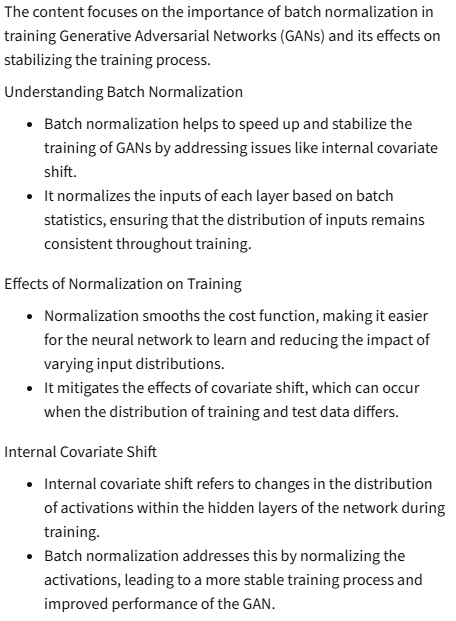 The content focuses on the importance of batch normalization in
training Generative Adversarial Networks (GANs) and its effects on
stabilizing the training process.
Understanding Batch Normalization
• Batch normalization helps to speed up and stabilize the
training of GANs by addressing issues like internal covariate
shift.
• It normalizes the inputs of each layer based on batch
statistics, ensuring that the distribution of inputs remains
consistent throughout training.
Effects of Normalization on Training
• Normalization smooths the cost function, making it easier
for the neural network to learn and reducing the impact of
varying input distributions.
• It mitigates the effects of covariate shift, which can occur
when the distribution of training and test data differs.
Internal Covariate Shift
• Internal covariate shift refers to changes in the distribution
of activations within the hidden layers of the network during
training.
• Batch normalization addresses this by normalizing the
activations, leading to a more stable training process and
improved performance of the GAN.